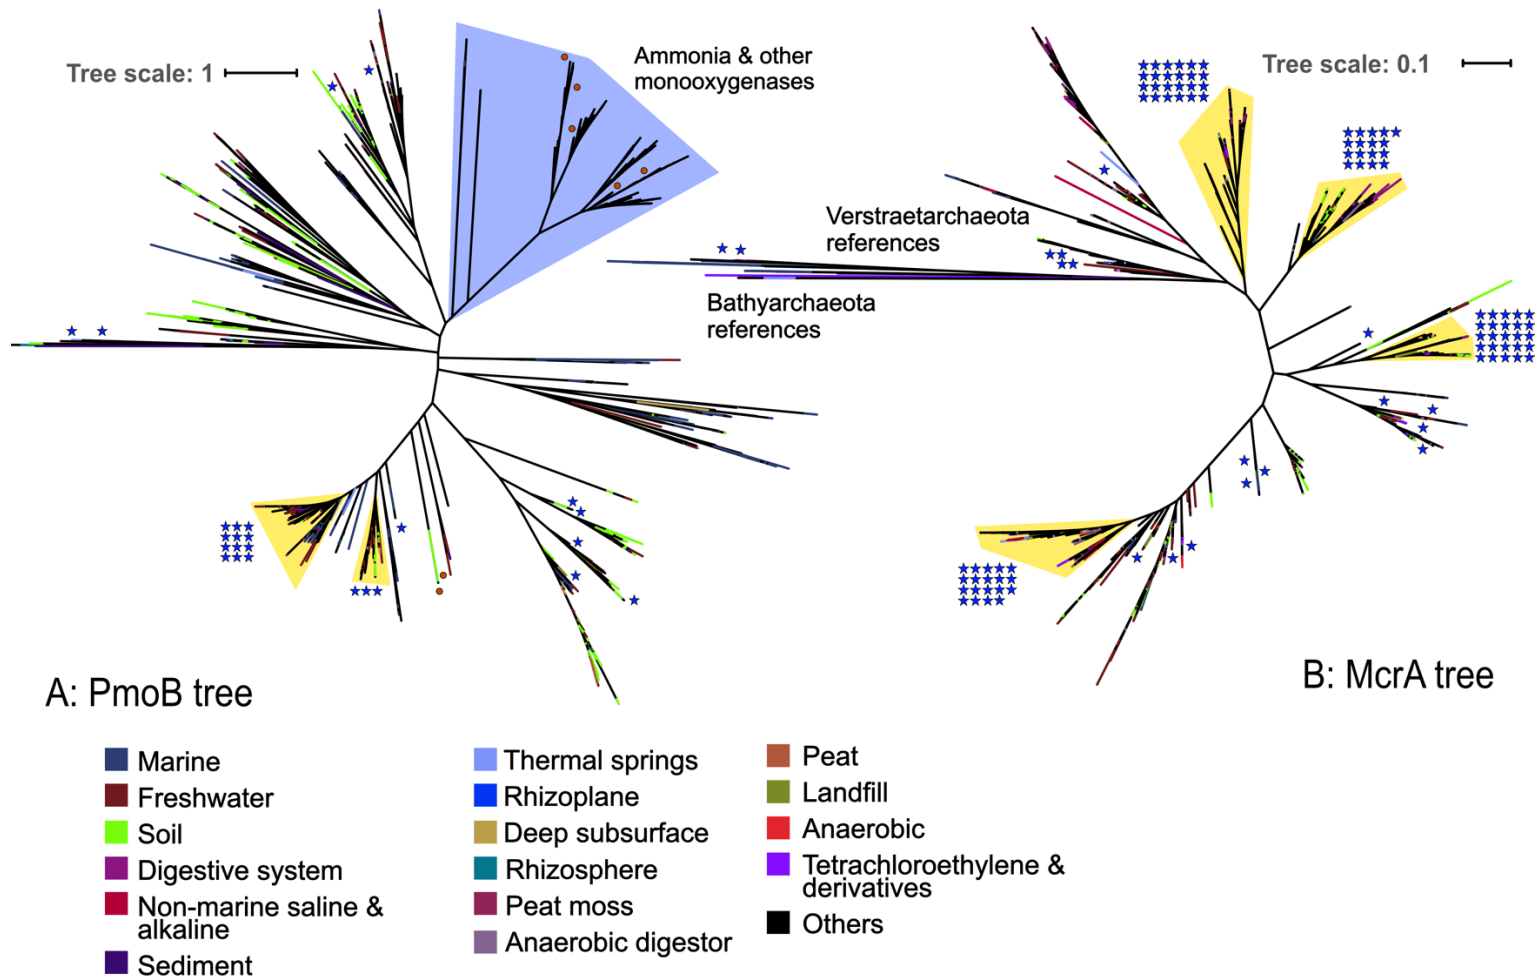 Tree scale: 1
Ammonia & other
monooxygenases
Tree scale: 0.1
Verstraetarchaeota
references
Bathyarchaeota
references
A: PmoB tree
B: McrA tree
Marine
Freshwater
Soil
Digestive system
Non-marine saline &
alkaline
Sediment
Thermal springs
Rhizoplane
Deep subsurface
Rhizosphere
Peat moss
Anaerobic digestor
Peat
Landfill
Anaerobic
Tetrachloroethylene &
derivatives
Others